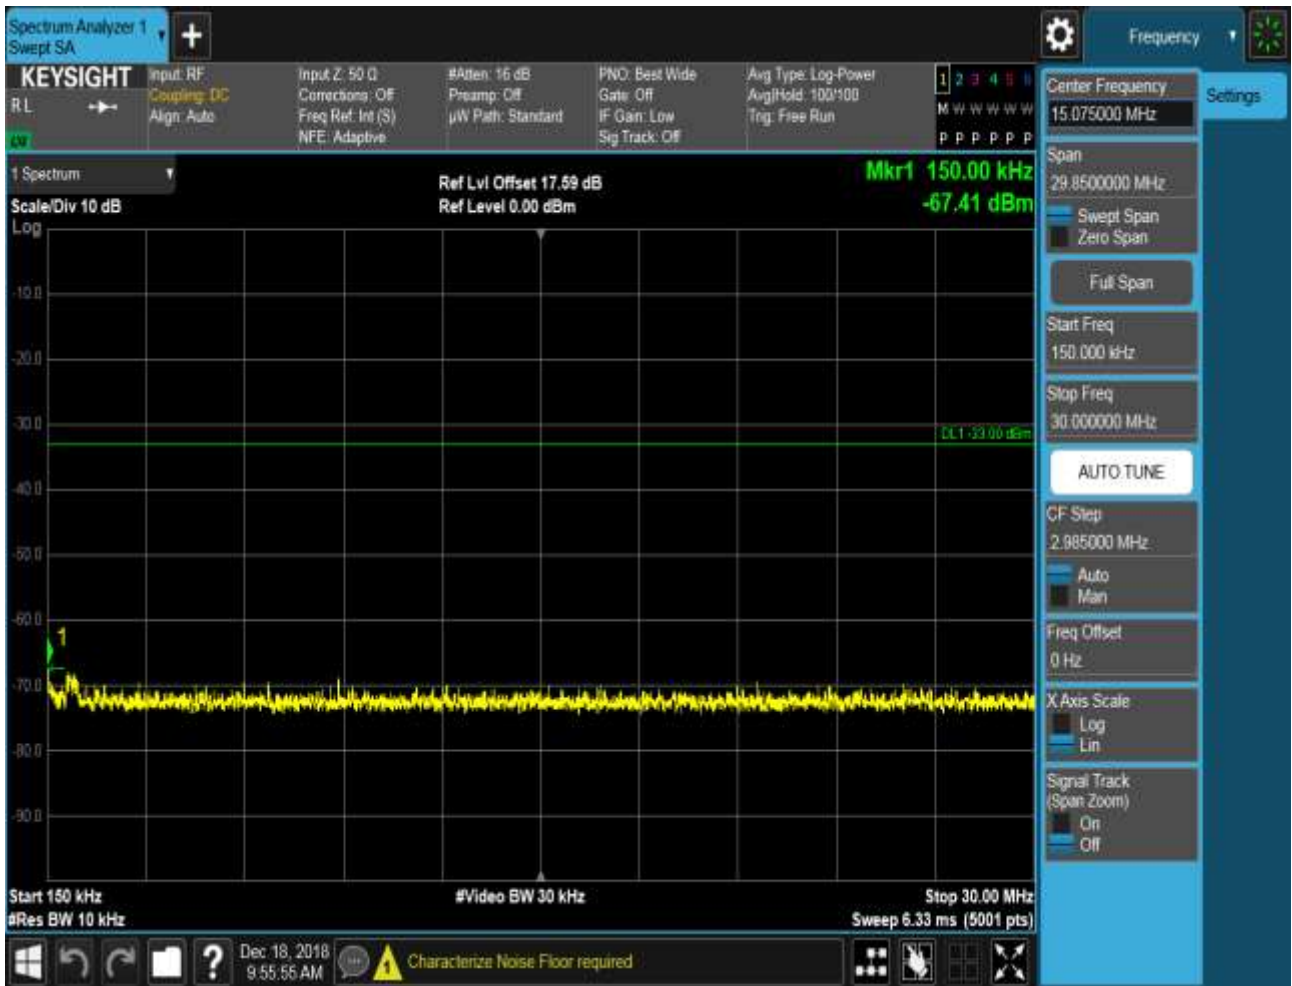 Spectrum Analyzer 1
Swept SA
Frequency
KEYSIGHT
RL
Input: RF
Coupling: DC
Align: Auto
Input Z: 50 Ω
Corrections: Off
Freq Ref: Int (S)
NFE: Adaptive
#Atten: 16 dB
Preamp: Off
µW Path: Standard
PNO: Best Wide
Gate: Off
IF Gain: Low
Sig Track: Off
Avg Type: Log-Power
Avg|Hold: 100/100
Trig: Free Run
1 2 3 4 5 6
M W W W W W
P P P P P P
1 Spectrum
Scale/Div 10 dB
Log
Ref Lvl Offset 17.59 dB
Ref Level 0.00 dBm
Mkr1 150.00 kHz
-67.41 dBm
-10.0
-20.0
-30.0
DL1 -33.00 dBm
-40.0
-50.0
-60.0
1
-70.0
-80.0
-90.0
Start 150 kHz
#Res BW 10 kHz
#Video BW 30 kHz
Stop 30.00 MHz
Sweep 6.33 ms (5001 pts)
Center Frequency
15.075000 MHz
Settings
Span
29.8500000 MHz
Swept Span
Zero Span
Full Span
Start Freq
150.000 kHz
Stop Freq
30.000000 MHz
AUTO TUNE
CF Step
2.985000 MHz
Auto
Man
Freq Offset
0 Hz
X Axis Scale
Log
Lin
Signal Track
(Span Zoom)
On
Off
?
Dec 18, 2018
9:55:55 AM
1
Characterize Noise Floor required